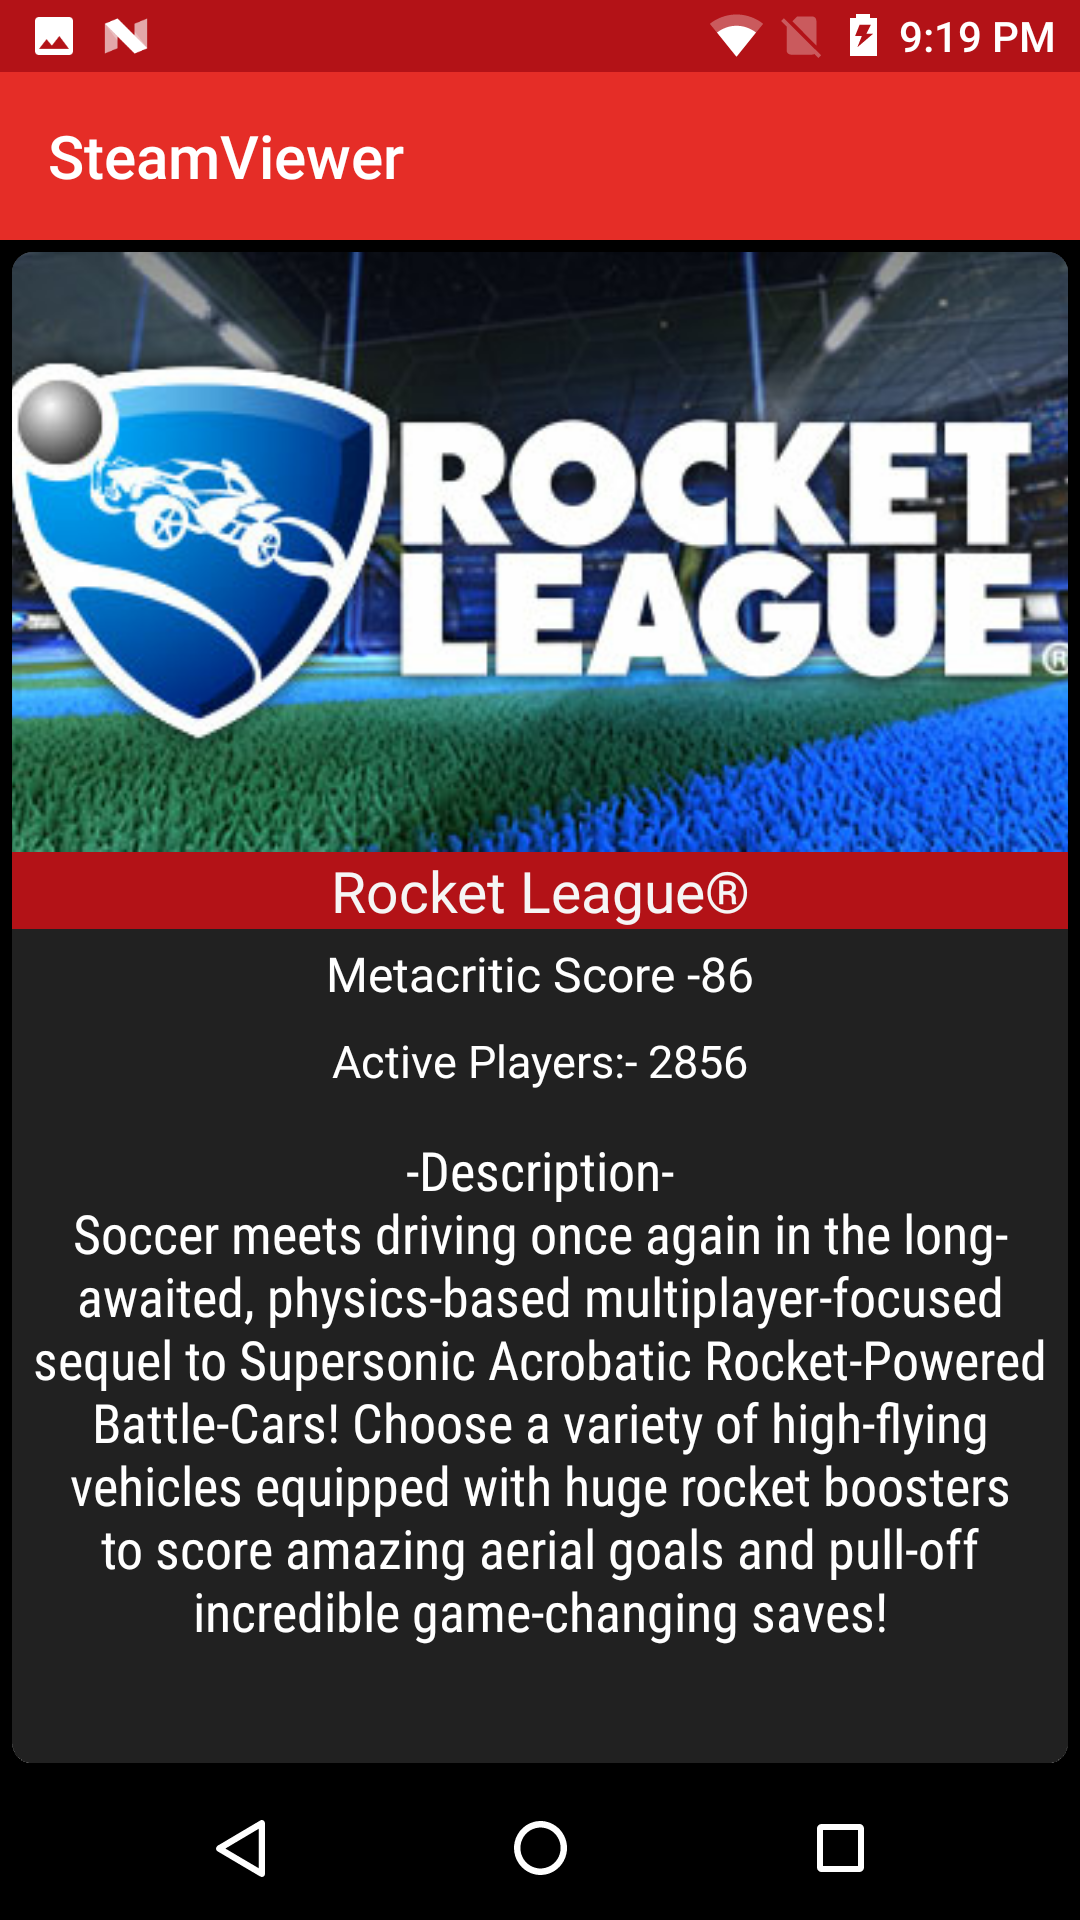 9:19 PM
SteamViewer
ROCKET
LEAGUE®
Rocket League®
Metacritic Score -86
Active Players:- 2856
-Description-
Soccer meets driving once again in the long-
awaited, physics-based multiplayer-focused
sequel to Supersonic Acrobatic Rocket-Powered
Battle-Cars! Choose a variety of high-flying
vehicles equipped with huge rocket boosters
to score amazing aerial goals and pull-off
incredible game-changing saves!